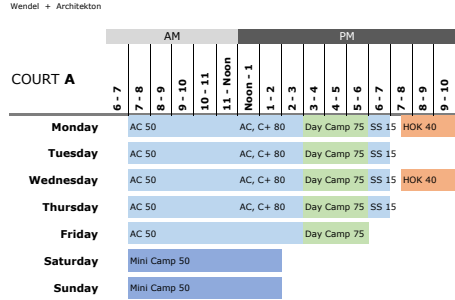 Wendel + Architekton
AM PM
COURT A
6 - 7 7 - 8 8 - 9 9 - 10 10 - 11 11 - Noon Noon - 1 1 - 2 2 - 3 3 - 4 4 - 5 5 - 6 6 - 7 7 - 8 8 - 9 9 - 10
Monday AC 50 AC, C+ 80 Day Camp 75 SS 15 HOK 40
Tuesday AC 50 AC, C+ 80 Day Camp 75 SS 15
Wednesday AC 50 AC, C+ 80 Day Camp 75 SS 15 HOK 40
Thursday AC 50 AC, C+ 80 Day Camp 75 SS 15
Friday AC 50 Day Camp 75
Saturday Mini Camp 50
Sunday Mini Camp 50